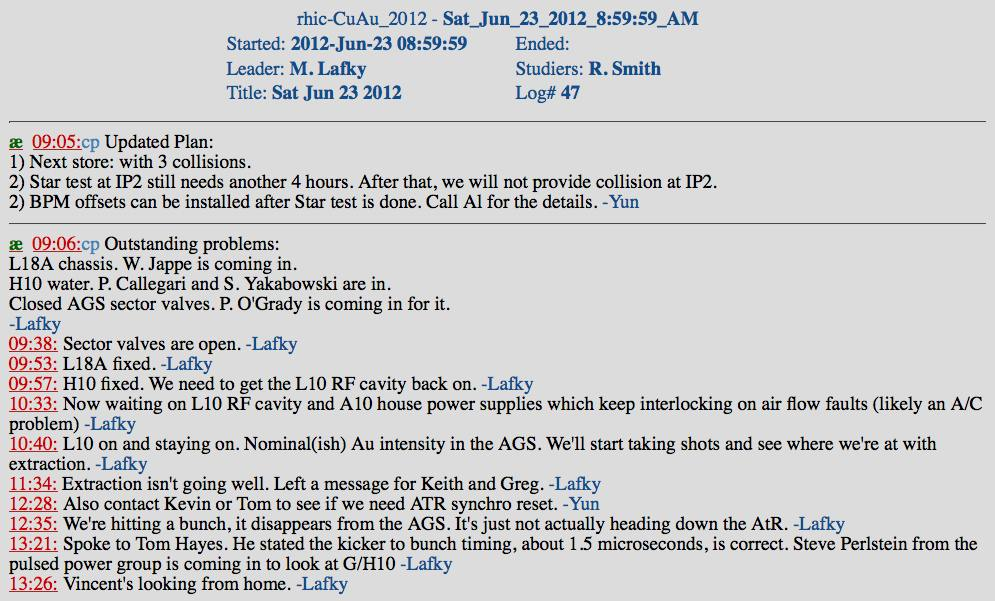 rhic-CuAu_2012 - Sat_Jun_23_2012_8:59:59_AM
Started: 2012-Jun-23 08:59:59 Ended:
Leader: M. Lafky Studiers: R. Smith
Title: Sat Jun 23 2012 Log# 47
æ 09:05:cp Updated Plan:
1) Next store: with 3 collisions.
2) Star test at IP2 still needs another 4 hours. After that, we will not provide collision at IP2.
2) BPM offsets can be installed after Star test is done. Call Al for the details. -Yun
æ 09:06:cp Outstanding problems:
L18A chassis. W. Jappe is coming in.
H10 water. P. Callegari and S. Yakabowski are in.
Closed AGS sector valves. P. O'Grady is coming in for it.
-Lafky
09:38: Sector valves are open. -Lafky
09:53: L18A fixed. -Lafky
09:57: H10 fixed. We need to get the L10 RF cavity back on. -Lafky
10:33: Now waiting on L10 RF cavity and A10 house power supplies which keep interlocking on air flow faults (likely an A/C
problem) -Lafky
10:40: L10 on and staying on. Nominal(ish) Au intensity in the AGS. We'll start taking shots and see where we're at with
extraction. -Lafky
11:34: Extraction isn't going well. Left a message for Keith and Greg. -Lafky
12:28: Also contact Kevin or Tom to see if we need ATR synchro reset. -Yun
12:35: We're hitting a bunch, it disappears from the AGS. It's just not actually heading down the AtR. -Lafky
13:21: Spoke to Tom Hayes. He stated the kicker to bunch timing, about 1.5 microseconds, is correct. Steve Perlstein from the
pulsed power group is coming in to look at G/H10 -Lafky
13:26: Vincent's looking from home. -Lafky